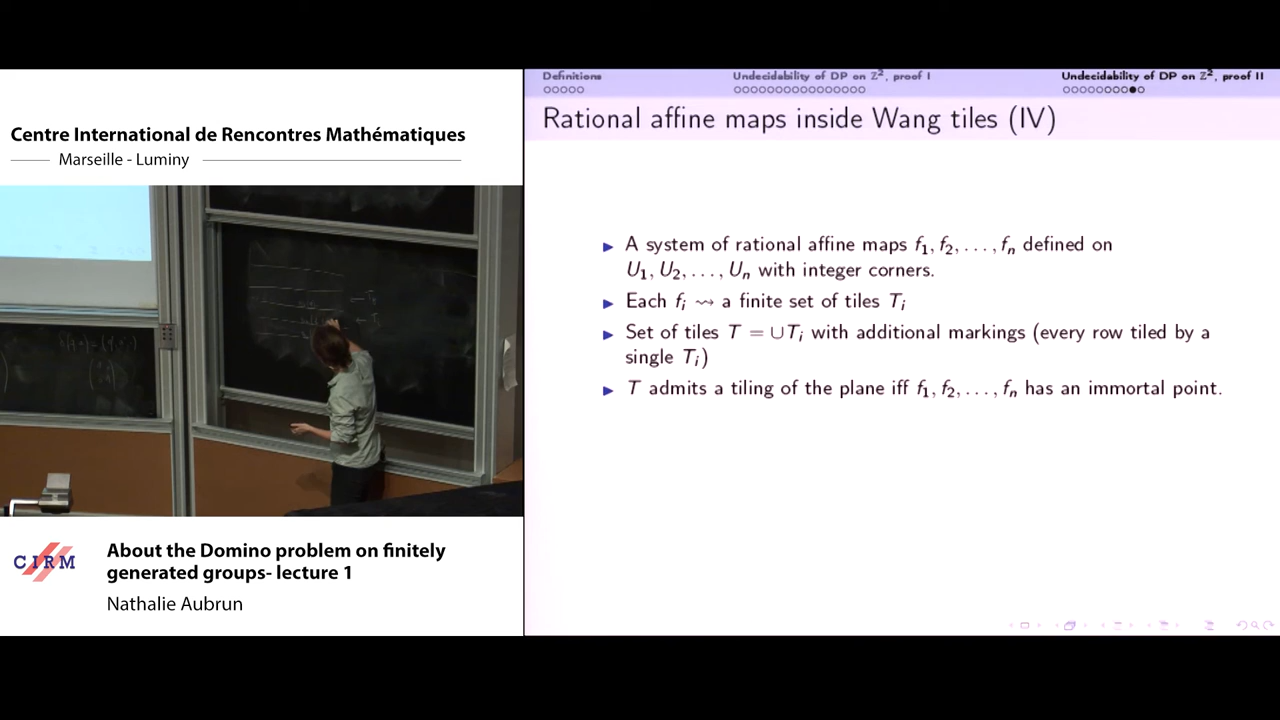 Centre International de Rencontres Mathématiques
Marseille - Luminy
CIRM
About the Domino problem on finitely
generated groups- lecture 1
Nathalie Aubrun
Definitions
Undecidability of DP on ℤ², proof I
Undecidability of DP on ℤ², proof II
Rational affine maps inside Wang tiles (IV)
▶ A system of rational affine maps f₁, f₂, . . . , fₙ defined on
U₁, U₂, . . . , Uₙ with integer corners.
▶ Each fᵢ ⇝ a finite set of tiles Tᵢ
▶ Set of tiles T = ∪Tᵢ with additional markings (every row tiled by a
single Tᵢ)
▶ T admits a tiling of the plane iff f₁, f₂, . . . , fₙ has an immortal point.